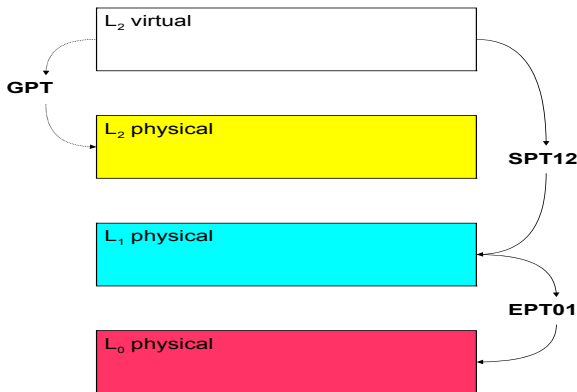 L₂ virtual
GPT
L₂ physical
SPT12
L₁ physical
EPT01
L₀ physical